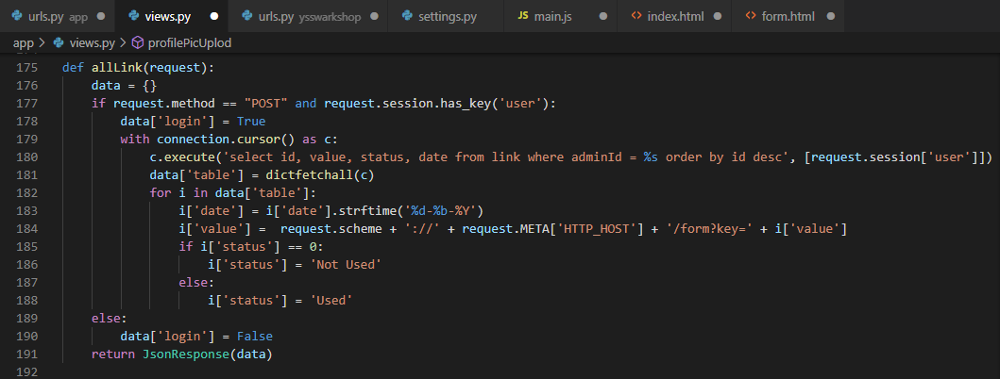 urls.py app views.py urls.py ysswarkshop settings.py JS main.js <> index.html <> form.html
app > views.py > profilePicUplod
175 def allLink(request):
176     data = {}
177     if request.method == "POST" and request.session.has_key('user'):
178         data['login'] = True
179         with connection.cursor() as c:
180             c.execute('select id, value, status, date from link where adminId = %s order by id desc', [request.session['user']])
181             data['table'] = dictfetchall(c)
182             for i in data['table']:
183                 i['date'] = i['date'].strftime('%d-%b-%Y')
184                 i['value'] =  request.scheme + '://' + request.META['HTTP_HOST'] + '/form?key=' + i['value']
185                 if i['status'] == 0:
186                     i['status'] = 'Not Used'
187                 else:
188                     i['status'] = 'Used'
189     else:
190         data['login'] = False
191     return JsonResponse(data)
192